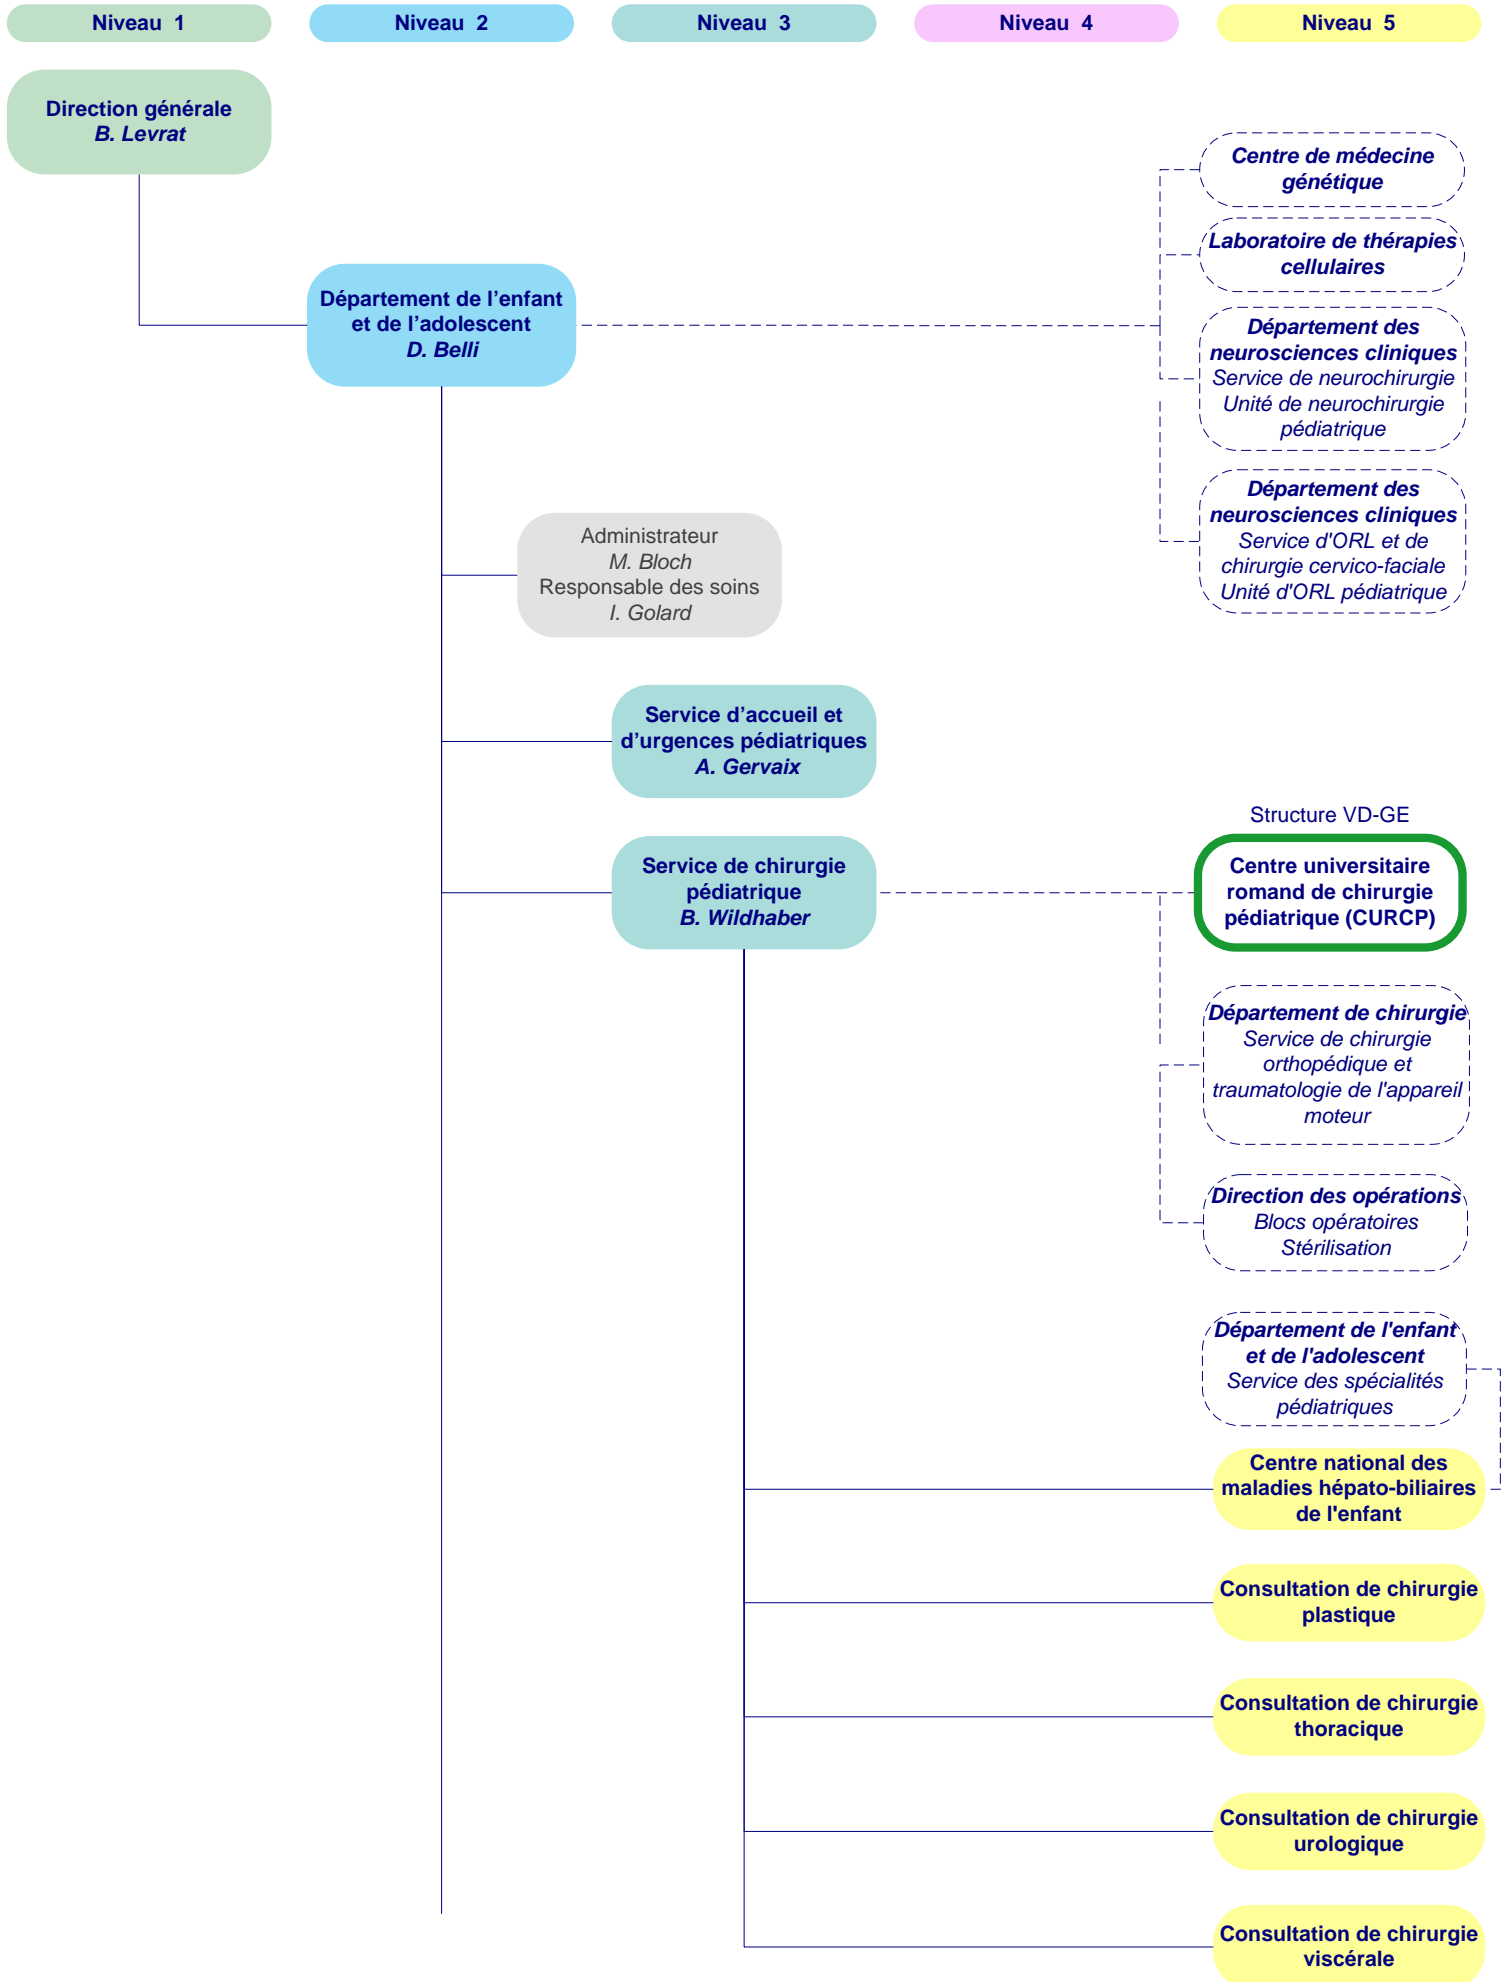 Niveau 1
Niveau 2
Niveau 3
Niveau 4
Niveau 5
Direction générale
B. Levrat
Centre de médecine
génétique
Laboratoire de thérapies
cellulaires
Département de l’enfant
et de l’adolescent
D. Belli
Département des
neurosciences cliniques
Service de neurochirurgie
Unité de neurochirurgie
pédiatrique
Département des
neurosciences cliniques
Service d'ORL et de
chirurgie cervico-faciale
Unité d'ORL pédiatrique
Administrateur
M. Bloch
Responsable des soins
I. Golard
Service d’accueil et
d’urgences pédiatriques
A. Gervaix
Structure VD-GE
Service de chirurgie
pédiatrique
B. Wildhaber
Centre universitaire
romand de chirurgie
pédiatrique (CURCP)
Département de chirurgie
Service de chirurgie
orthopédique et
traumatologie de l'appareil
moteur
Direction des opérations
Blocs opératoires
Stérilisation
Département de l'enfant
et de l'adolescent
Service des spécialités
pédiatriques
Centre national des
maladies hépato-biliaires
de l'enfant
Consultation de chirurgie
plastique
Consultation de chirurgie
thoracique
Consultation de chirurgie
urologique
Consultation de chirurgie
viscérale